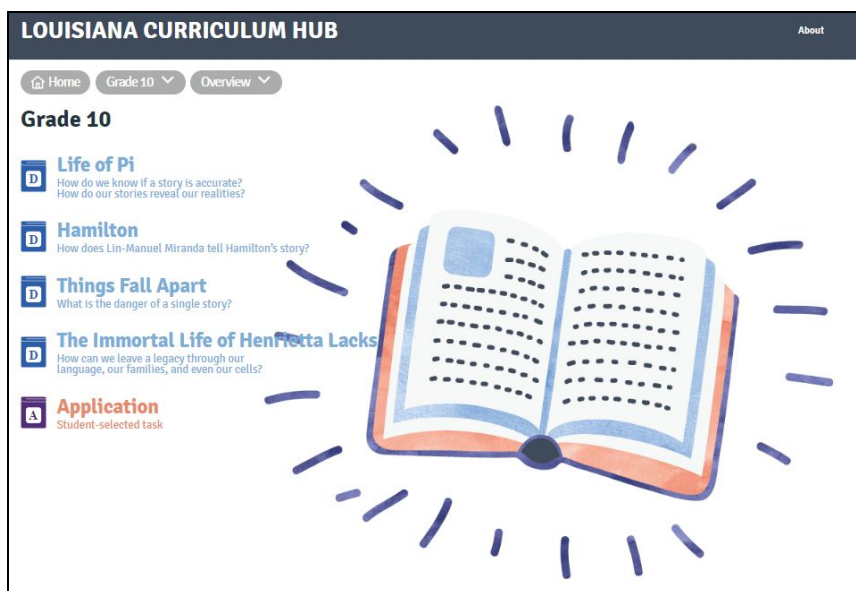 LOUISIANA CURRICULUM HUB
About
Home
Grade 10
Overview
Grade 10
D
Life of Pi
How do we know if a story is accurate?
How do our stories reveal our realities?
D
Hamilton
How does Lin-Manuel Miranda tell Hamilton's story?
D
Things Fall Apart
What is the danger of a single story?
D
The Immortal Life of Henrietta Lacks
How can we leave a legacy through our
language, our families, and even our cells?
A
Application
Student-selected task